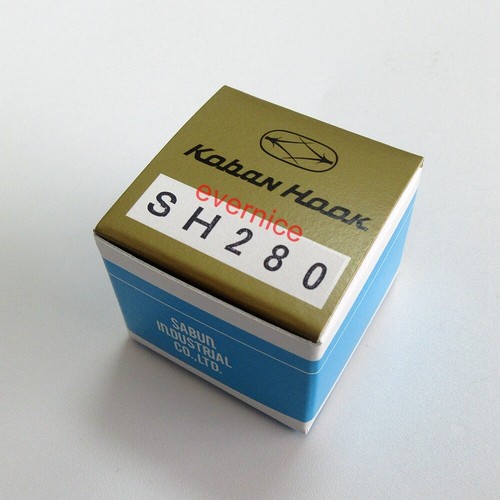 Koban Hook
evernice
SH280
SABUN
INDUSTRIAL
CO.,LTD.